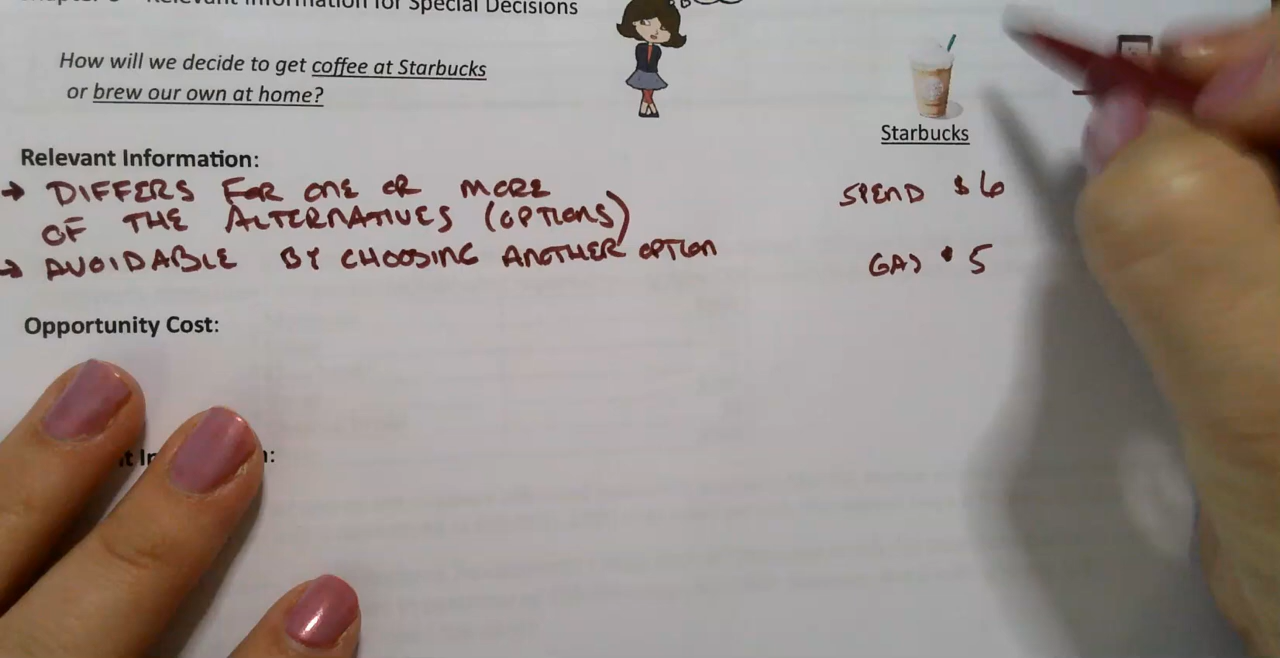 Relevant Information for Special Decisions
How will we decide to get coffee at Starbucks
or brew our own at home?
Starbucks
Relevant Information:
→ DIFFERS FOR ONE OR MORE
OF THE ALTERNATIVES (OPTIONS)
→ AVOIDABLE BY CHOOSING ANOTHER OPTION
SPEND $6
GAS $5
Opportunity Cost: